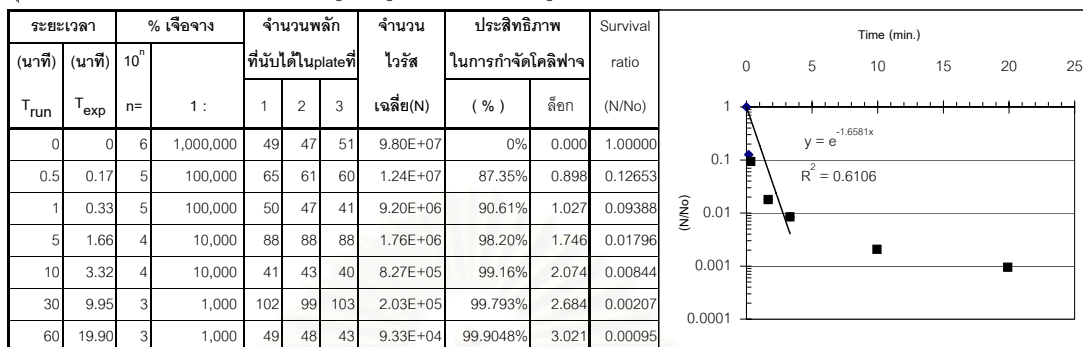 ระยะเวลา % เจือจาง จำนวนพลัก จำนวน ประสิทธิภาพ Survival
(นาที) (นาที) 10^n ที่นับได้ในplateที่ ไวรัส ในการกำจัดโคลิฟาจ ratio
T_run T_exp n= 1 : 1 2 3 เฉลี่ย(N) ( % ) ล็อก (N/No)
0 0 6 1,000,000 49 47 51 9.80E+07 0% 0.000 1.00000
0.5 0.17 5 100,000 65 61 60 1.24E+07 87.35% 0.898 0.12653
1 0.33 5 100,000 50 47 41 9.20E+06 90.61% 1.027 0.09388
5 1.66 4 10,000 88 88 88 1.76E+06 98.20% 1.746 0.01796
10 3.32 4 10,000 41 43 40 8.27E+05 99.16% 2.074 0.00844
30 9.95 3 1,000 102 99 103 2.03E+05 99.793% 2.684 0.00207
60 19.90 3 1,000 49 48 43 9.33E+04 99.9048% 3.021 0.00095
Time (min.)
0 5 10 15 20 25
1
0.1
0.01
0.001
0.0001
(N/No)
y = e^-1.6581x
R^2 = 0.6106